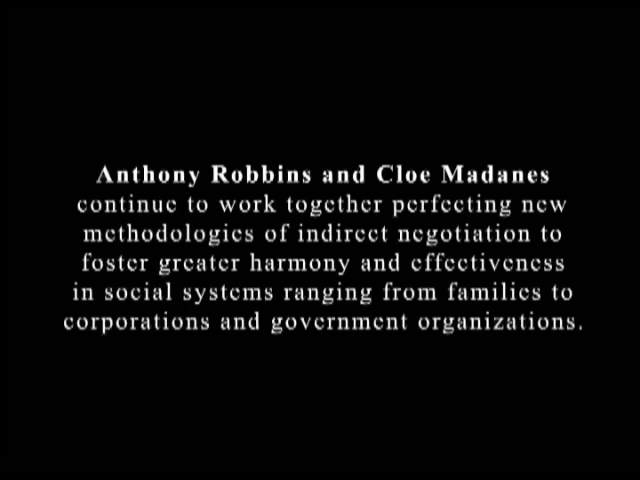 Anthony Robbins and Cloe Madanes
continue to work together perfecting new
methodologies of indirect negotiation to
foster greater harmony and effectiveness
in social systems ranging from families to
corporations and government organizations.